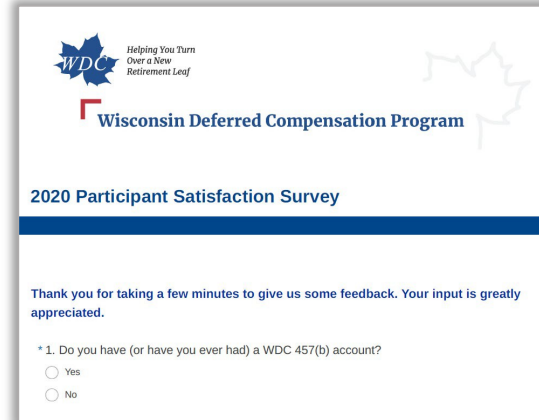 WDC
Helping You Turn
Over a New
Retirement Leaf
Wisconsin Deferred Compensation Program
2020 Participant Satisfaction Survey
Thank you for taking a few minutes to give us some feedback. Your input is greatly
appreciated.
* 1. Do you have (or have you ever had) a WDC 457(b) account?
Yes
No